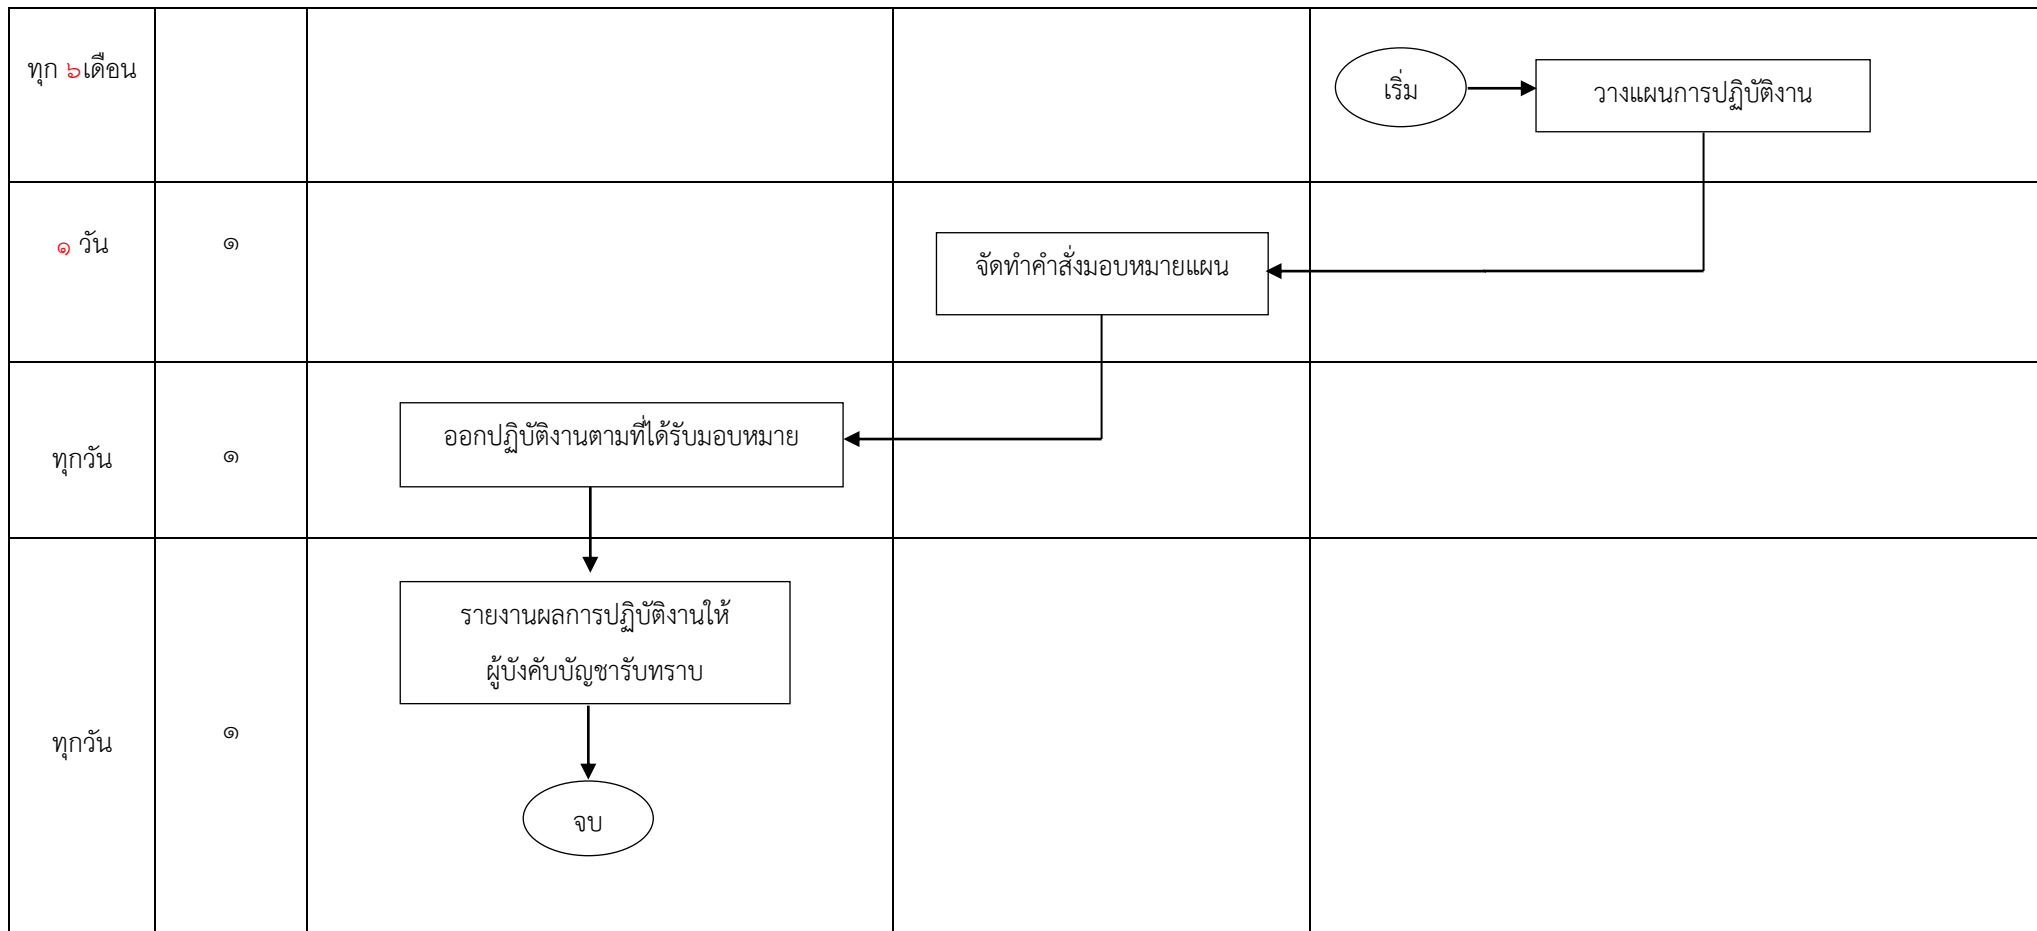 ทุก ๖เดือน
เริ่ม
วางแผนการปฏิบัติงาน
๑ วัน
๑
จัดทำคำสั่งมอบหมายแผน
ทุกวัน
๑
ออกปฏิบัติงานตามที่ได้รับมอบหมาย
ทุกวัน
๑
รายงานผลการปฏิบัติงานให้
ผู้บังคับบัญชารับทราบ
จบ